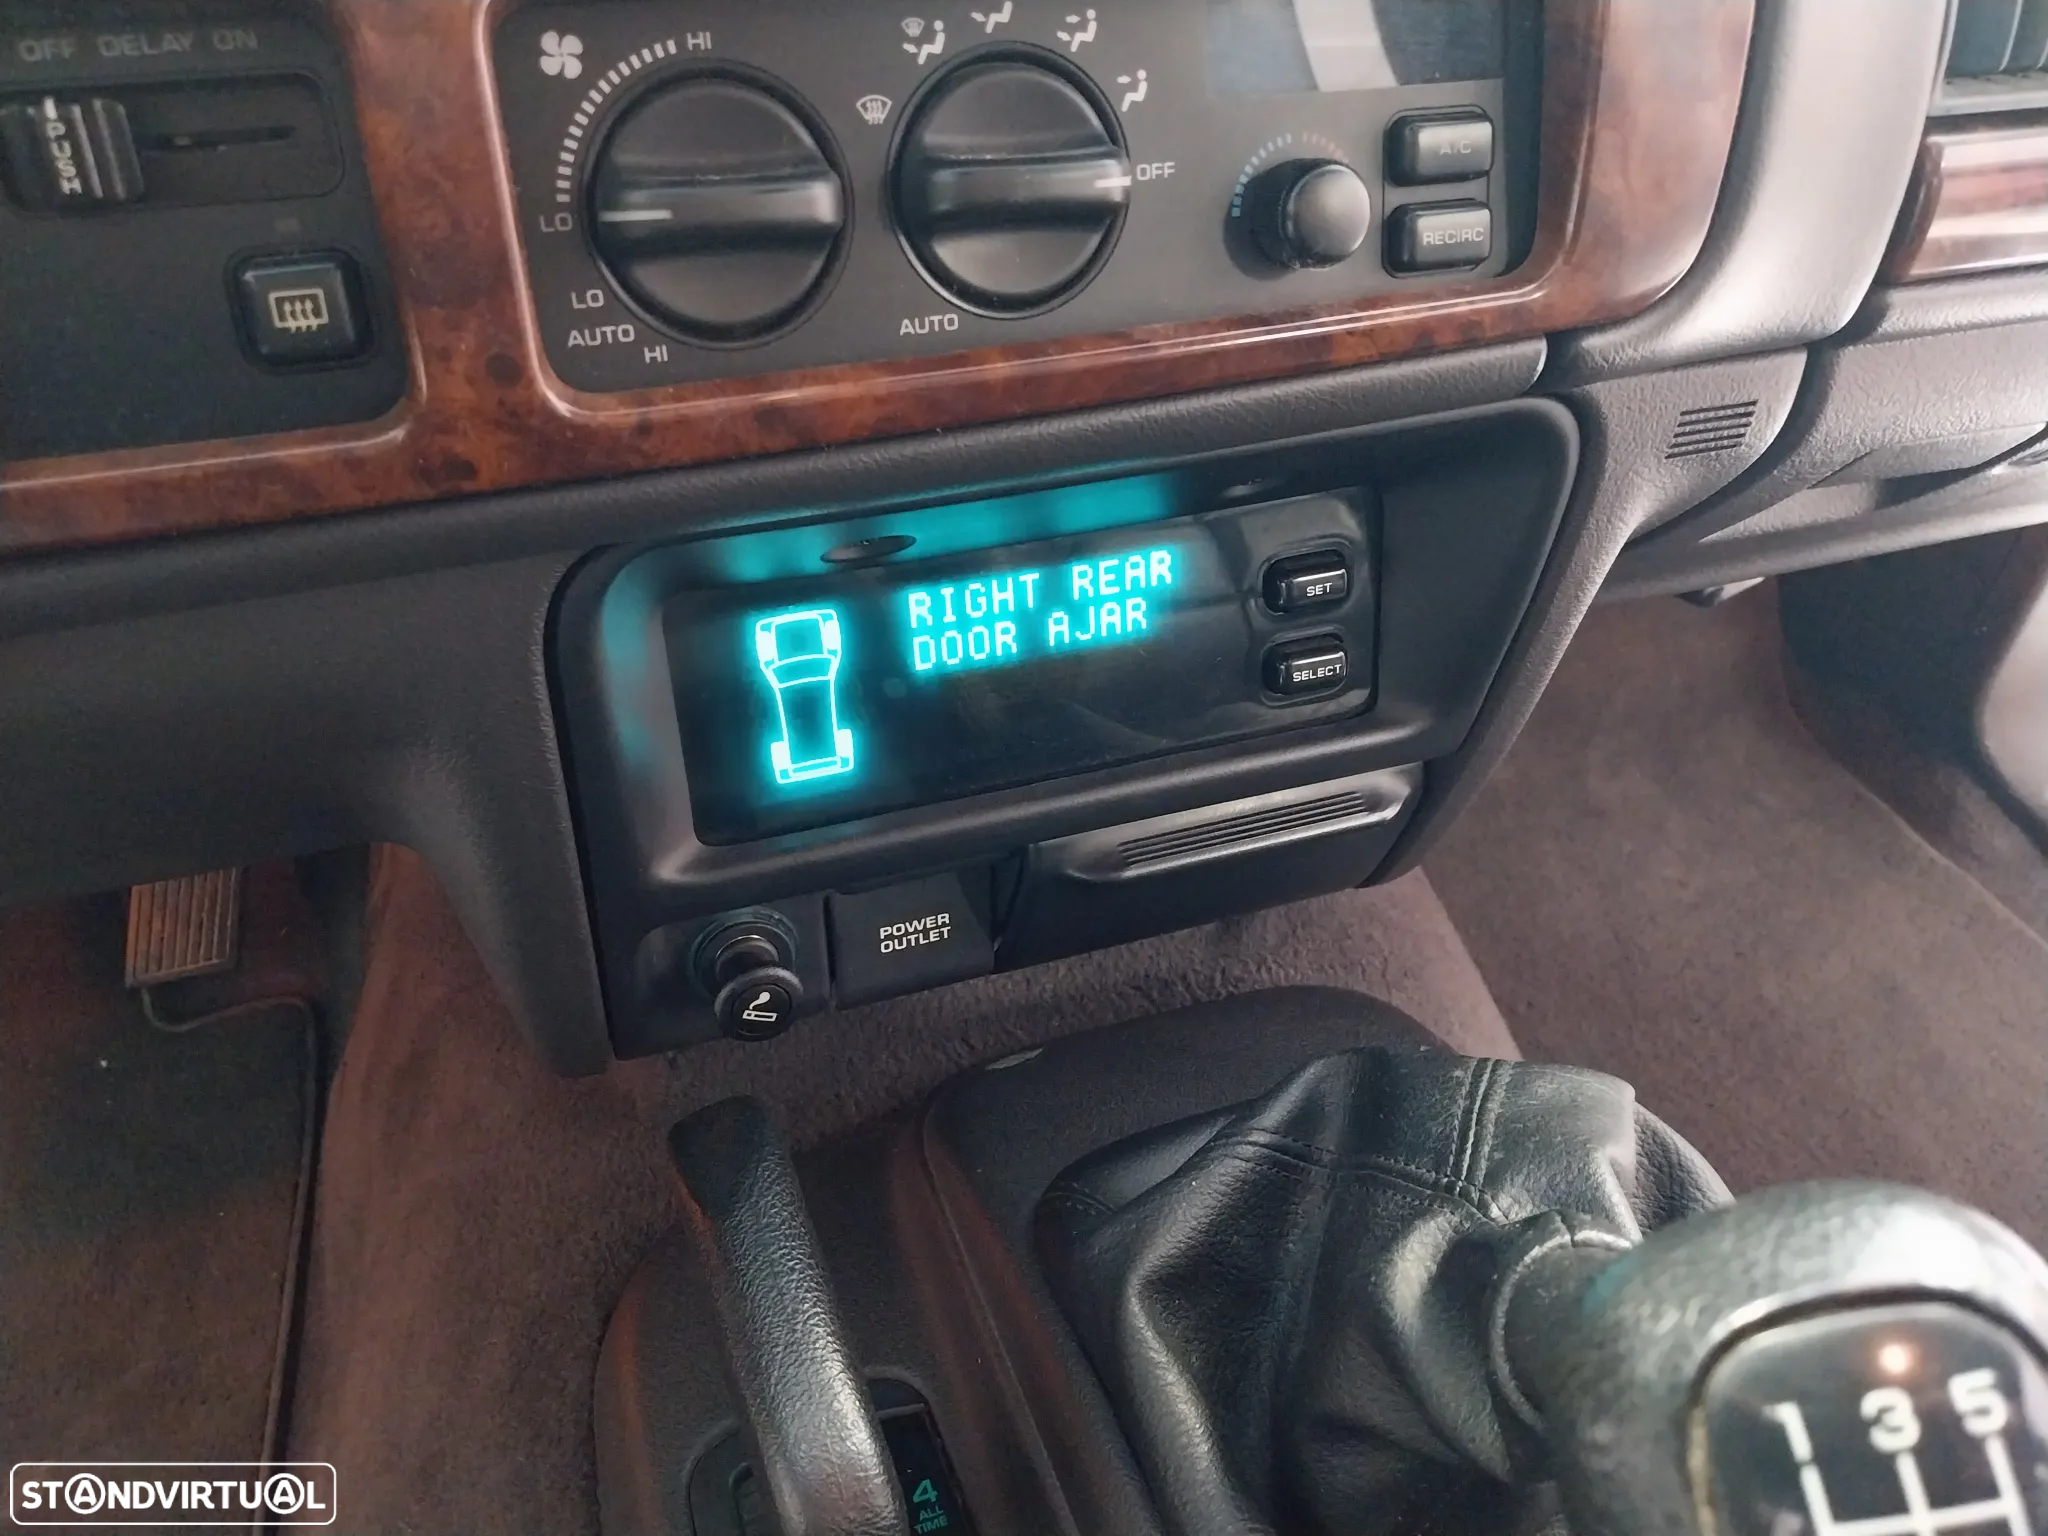 OFF DELAY ON
PUSH
HI
LO
LO
AUTO
HI
OFF
AUTO
A/C
RECIRC
RIGHT REAR
DOOR AJAR
SET
SELECT
POWER
OUTLET
4
ALL
TIME
1 3 5
STANDVIRTUAL